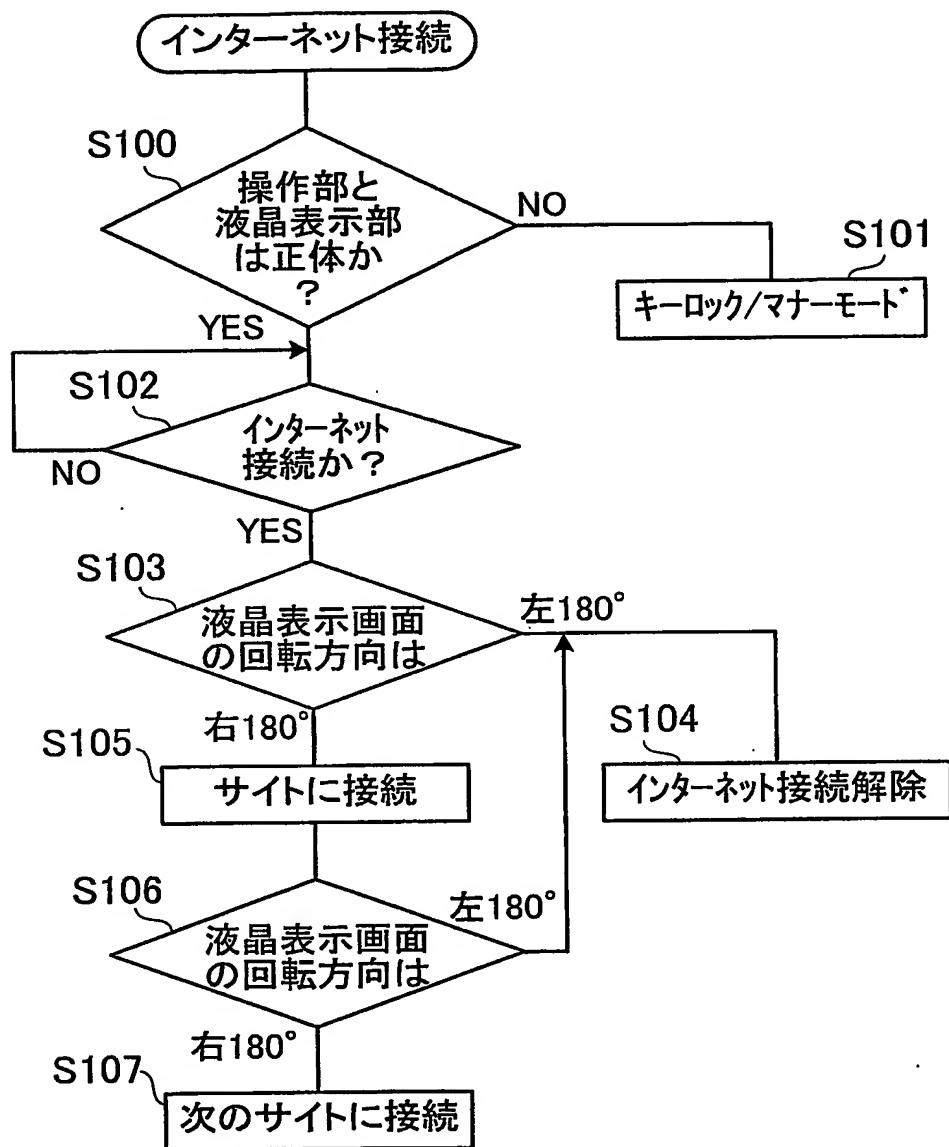 インターネット接続
S100
操作部と
液晶表示部
は正体か
?
NO
S101
キーロック/マナーモード
YES
S102
インターネット
接続か?
NO
YES
S103
液晶表示画面
の回転方向は
左180°
右180°
S104
インターネット接続解除
S105
サイトに接続
S106
液晶表示画面
の回転方向は
左180°
右180°
S107
次のサイトに接続